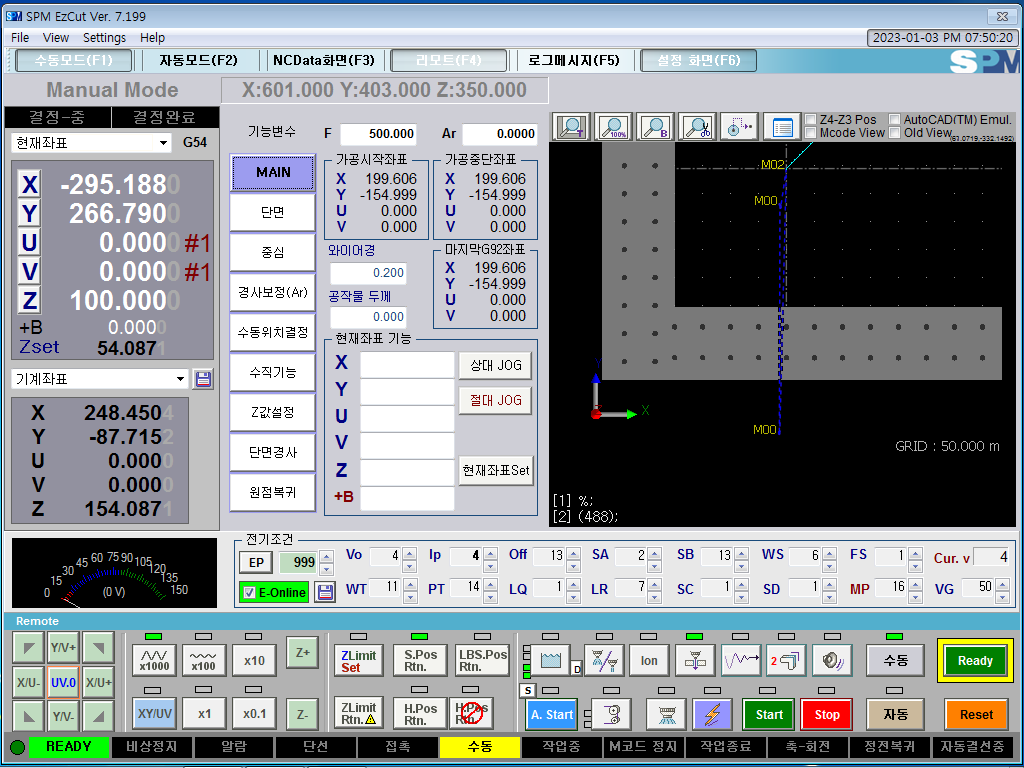 SPM EzCut Ver. 7.199
File View Settings Help
2023-01-03 PM 07:50:20
수동모드(F1) 자동모드(F2) NCData화면(F3) 리모트(F4) 로그메시지(F5) 설정 화면(F6) SPM
Manual Mode X:601.000 Y:403.000 Z:350.000
결정-중 결정완료
현재좌표 G54
X -295.1880
Y 266.7900
U 0.0000 #1
V 0.0000 #1
Z 100.0000
+B 0.0000
Zset 54.0871
기계좌표
X 248.4504
Y -87.7152
U 0.0000
V 0.0000
Z 154.0871
기능변수 F 500.000 Ar 0.0000
MAIN
단면
중심
경사보정(Ar)
수동위치결정
수직기능
Z값설정
단면경사
원점복귀
가공시작좌표
X 199.606
Y -154.999
U 0.000
V 0.000
가공중단좌표
X 199.606
Y -154.999
U 0.000
V 0.000
와이어경
0.200
공작물 두께
0.000
마지막G92좌표
X 199.606
Y -154.999
U 0.000
V 0.000
현재좌표 기능
X
Y
U
V
Z
+B
상대 JOG
절대 JOG
현재좌표Set
T 100% B
Z4-Z3 Pos AutoCAD(TM) Emul.
Mcode View Old View
(61.0719,-332.1492)
M02
M00
M00
Y
X
GRID : 50.000 m
[1] %;
[2] (488);
0 15 30 45 60 75 90 105 120 135 150
(0 V)
전기조건
EP 999 Vo 4 Ip 4 Off 13 SA 2 SB 13 WS 6 FS 1 Cur. v 4
E-Online WT 11 PT 14 LQ 1 LR 7 SC 1 SD 1 MP 16 VG 50
Remote
Y/V+
X/U- UV.0 X/U+
Y/V-
x1000 x100 x10 Z+
XY/UV x1 x0.1 Z-
ZLimit Set S.Pos Rtn. LBS.Pos Rtn.
ZLimit Rtn. H.Pos Rtn. H.Pos Rtn.
D Ion 2 수동 Ready
S A. Start Start Stop 자동 Reset
READY 비상정지 알람 단선 접촉 수동 작업중 M코드 정지 작업종료 축-회전 정전복귀 자동결선중